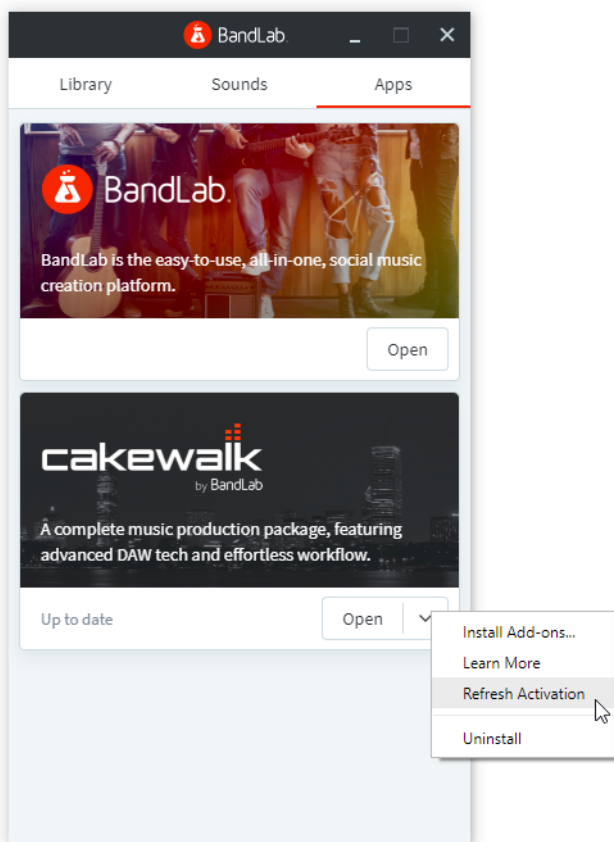 BandLab.
Library Sounds Apps
BandLab.
BandLab is the easy-to-use, all-in-one, social music
creation platform.
Open
cakewalk
by BandLab
A complete music production package, featuring
advanced DAW tech and effortless workflow.
Up to date Open
Install Add-ons...
Learn More
Refresh Activation
Uninstall